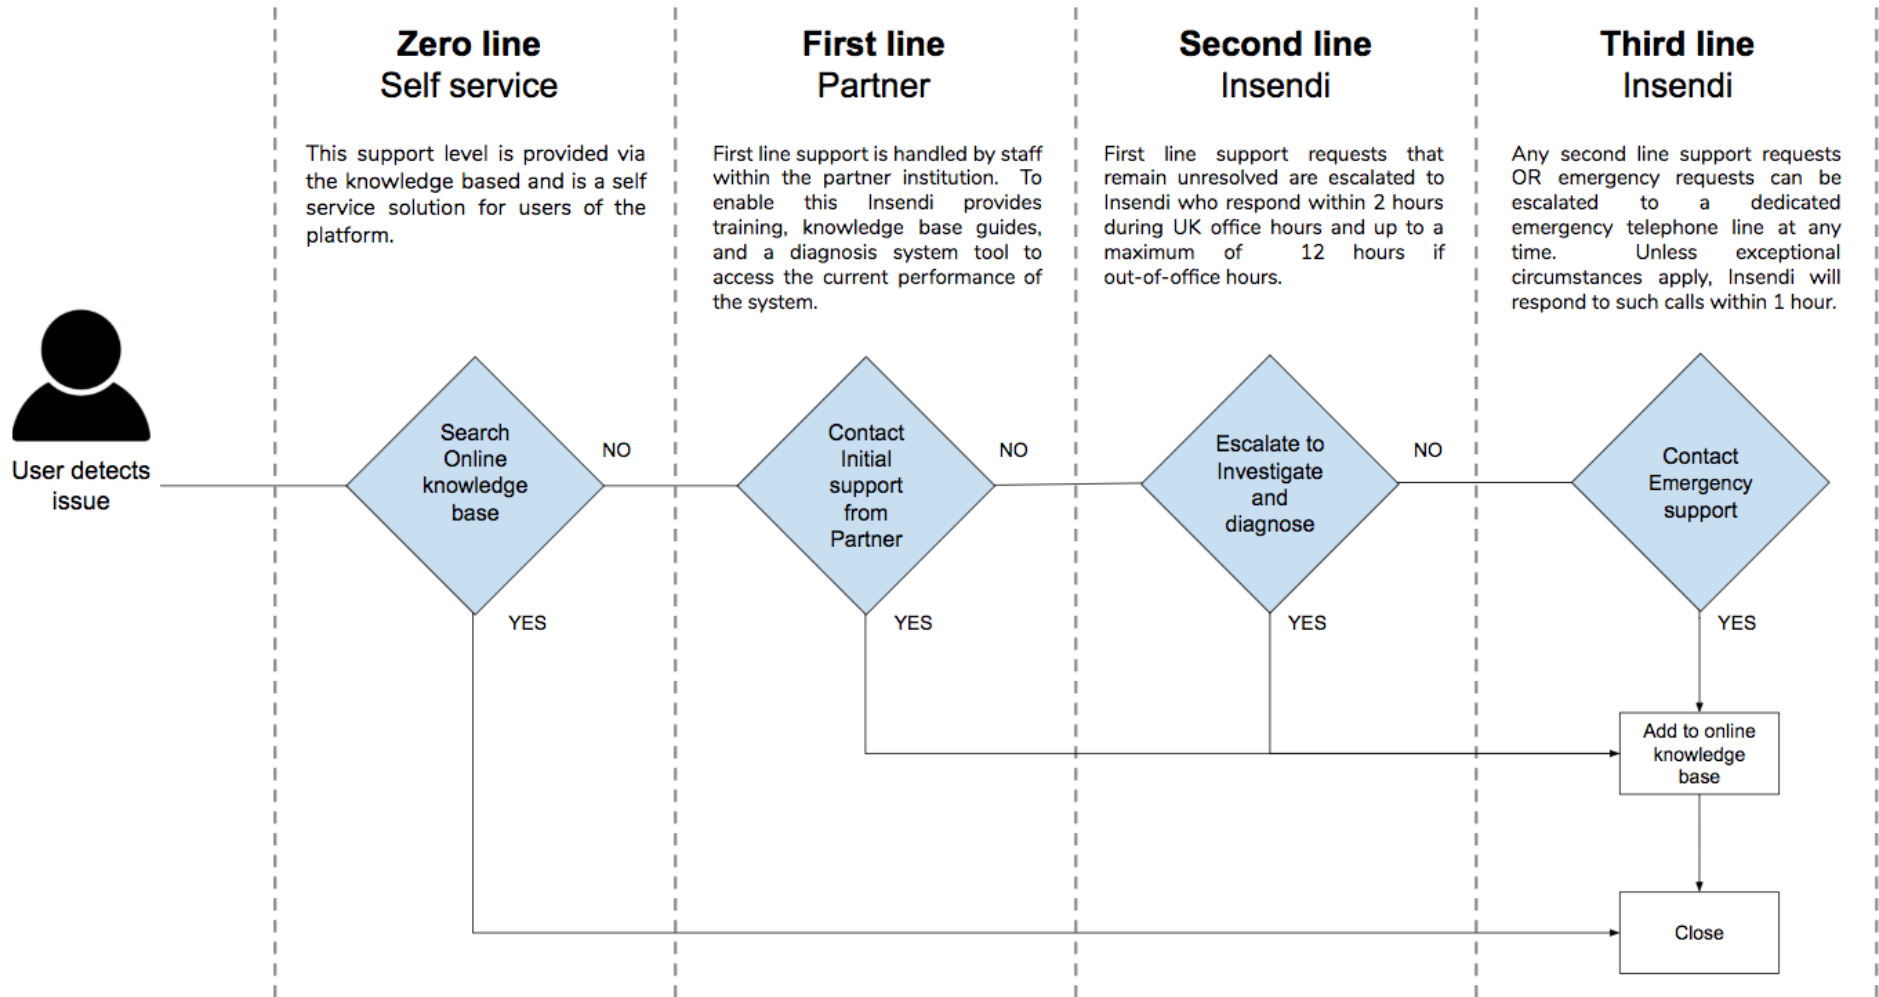 Zero line
Self service
This support level is provided via
the knowledge based and is a self
service solution for users of the
platform.
First line
Partner
First line support is handled by staff
within the partner institution. To
enable this Insendi provides
training, knowledge base guides,
and a diagnosis system tool to
access the current performance of
the system.
Second line
Insendi
First line support requests that
remain unresolved are escalated to
Insendi who respond within 2 hours
during UK office hours and up to a
maximum of 12 hours if
out-of-office hours.
Third line
Insendi
Any second line support requests
OR emergency requests can be
escalated to a dedicated
emergency telephone line at any
time. Unless exceptional
circumstances apply, Insendi will
respond to such calls within 1 hour.
User detects
issue
Search
Online
knowledge
base
NO
YES
Contact
Initial
support
from
Partner
NO
YES
Escalate to
Investigate
and
diagnose
NO
YES
Contact
Emergency
support
YES
Add to online
knowledge
base
Close